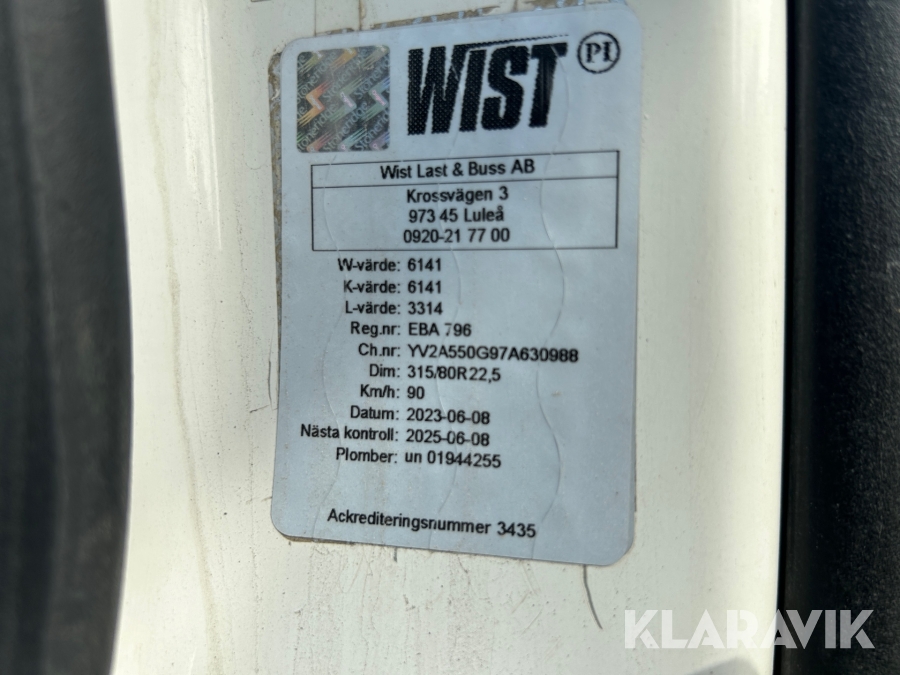 WIST
PI
Wist Last & Buss AB
Krossvägen 3
973 45 Luleå
0920-21 77 00
W-värde: 6141
K-värde: 6141
L-värde: 3314
Reg.nr: EBA 796
Ch.nr: YV2A550G97A630988
Dim: 315/80R22,5
Km/h: 90
Datum: 2023-06-08
Nästa kontroll: 2025-06-08
Plomber: un 01944255
Ackrediteringsnummer 3435
KLARAVIK